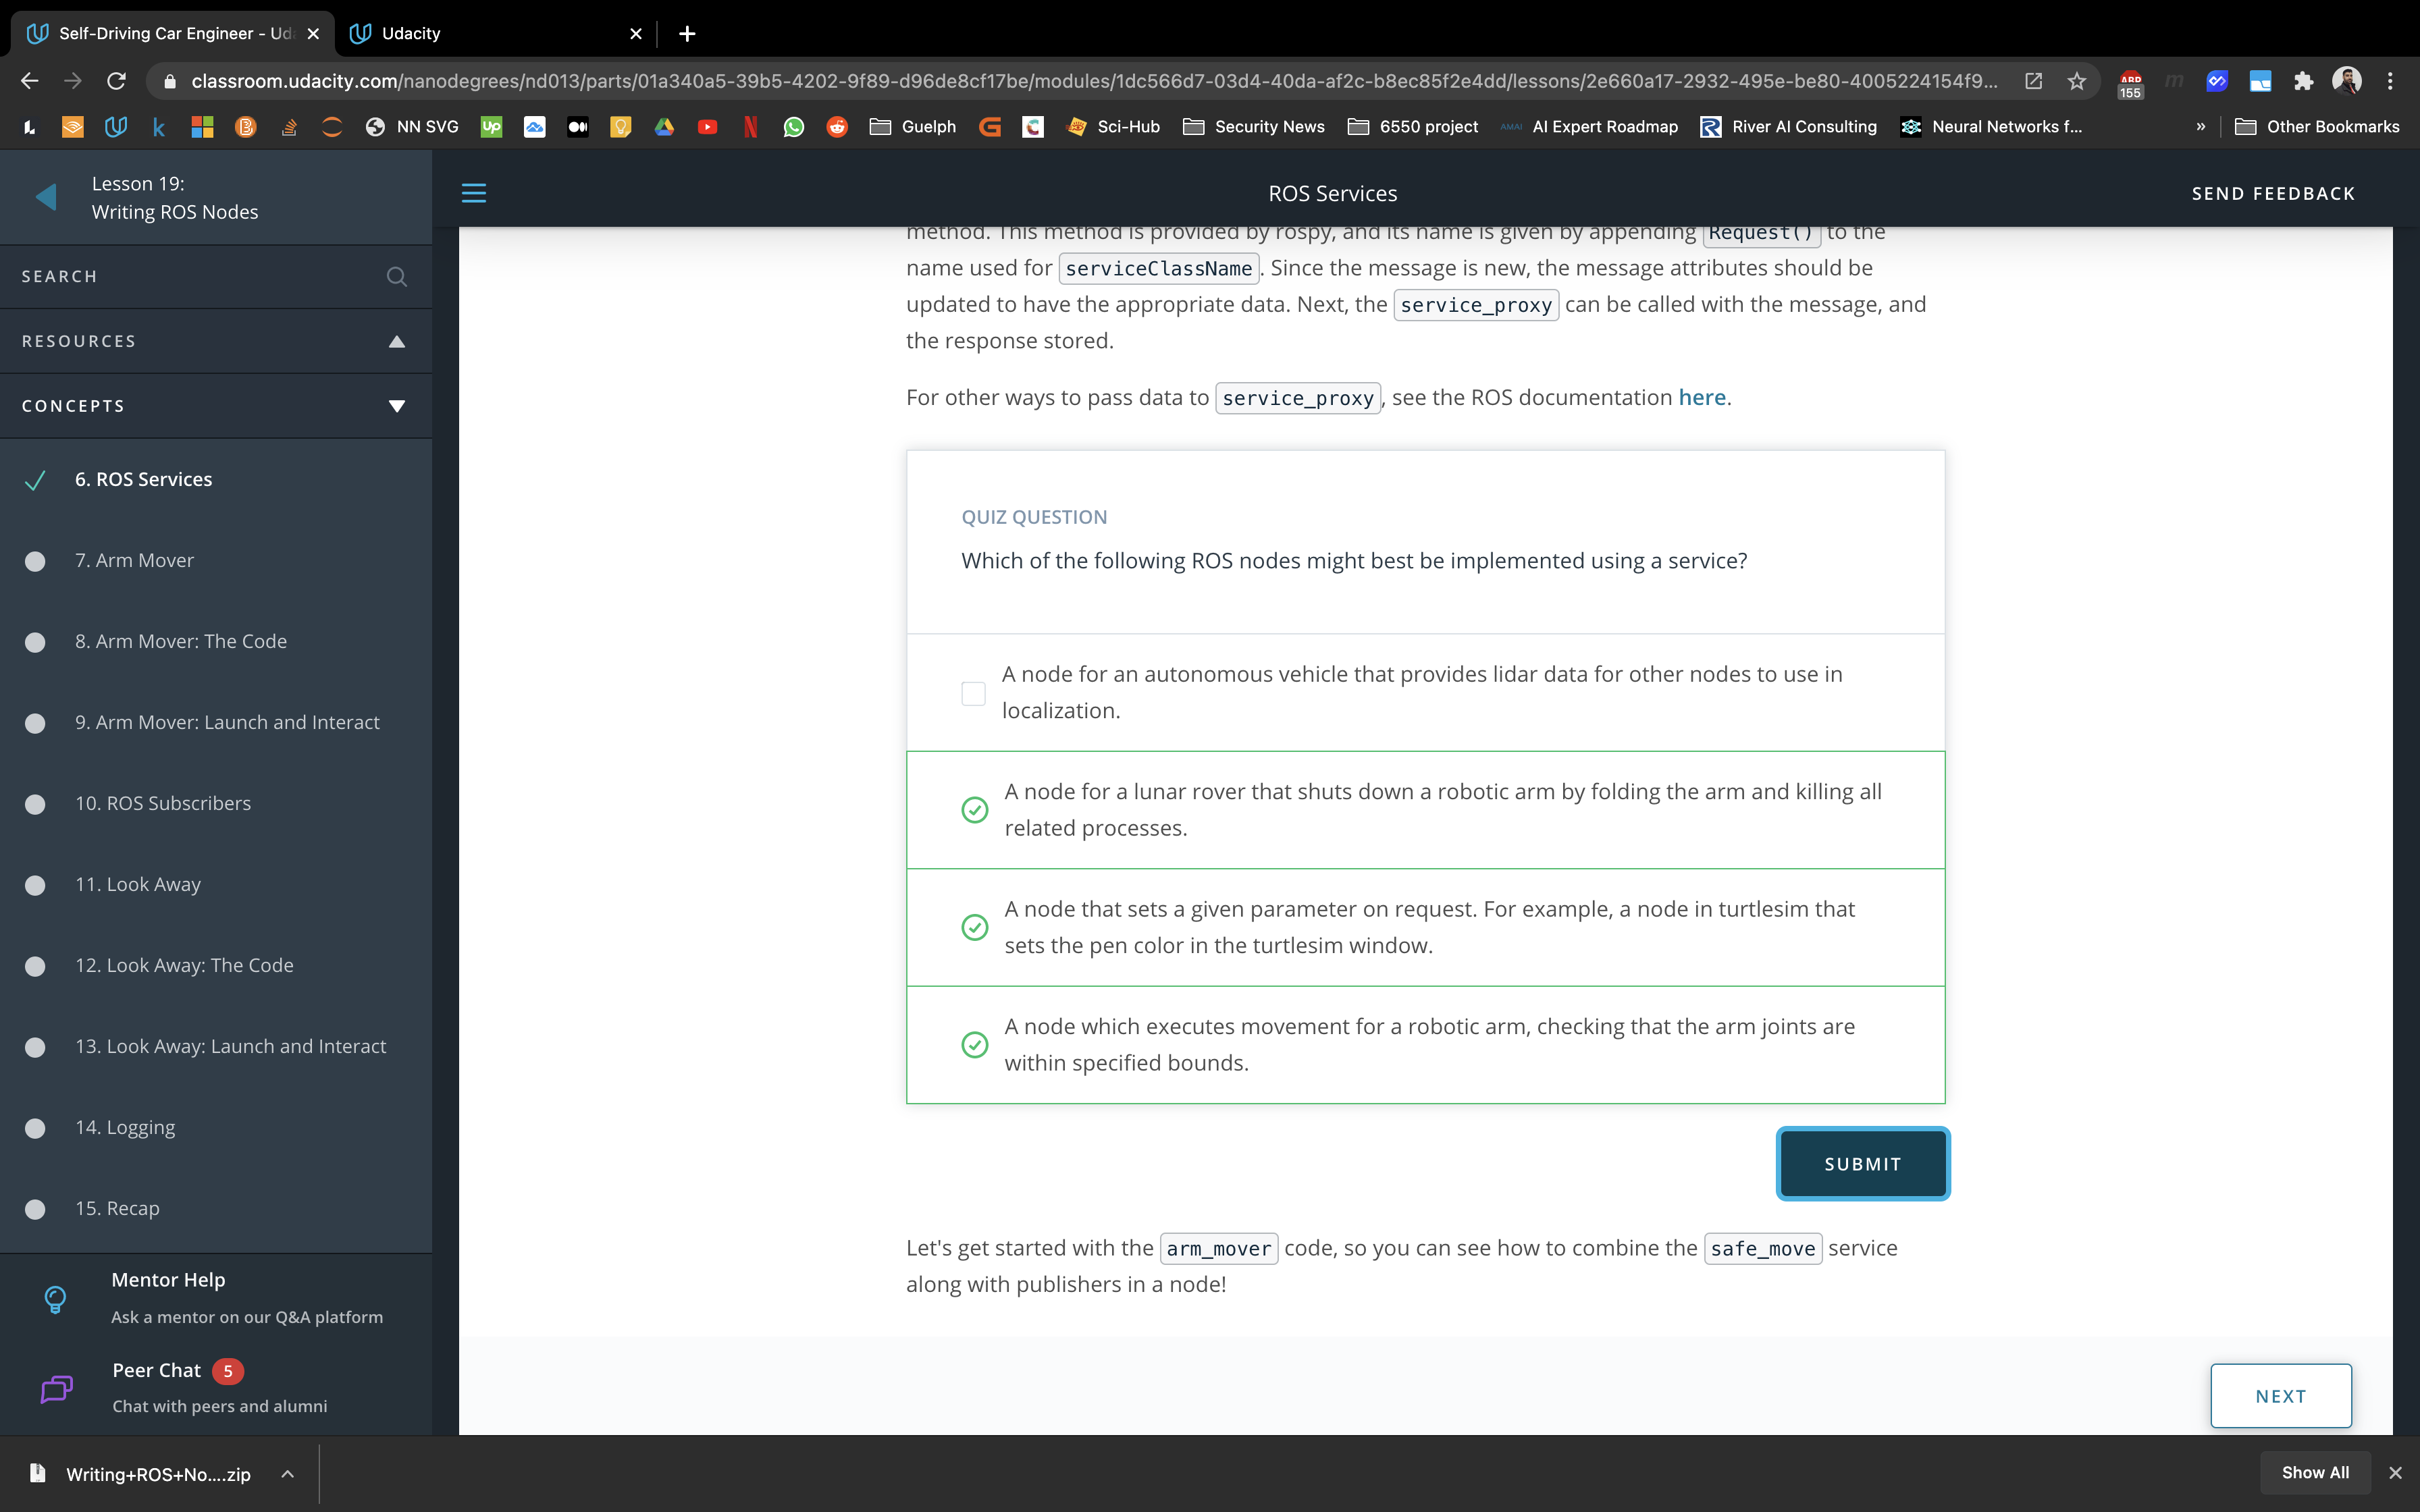 Self-Driving Car Engineer - Ud
Udacity
classroom.udacity.com/nanodegrees/nd013/parts/01a340a5-39b5-4202-9f89-d96de8cf17be/modules/1dc566d7-03d4-40da-af2c-b8ec85f2e4dd/lessons/2e660a17-2932-495e-be80-4005224154f9...
ABP
155
NN SVG
Up
Guelph
Sci-Hub
Security News
6550 project
AMAI
AI Expert Roadmap
River AI Consulting
Neural Networks f...
»
Other Bookmarks
Lesson 19:
Writing ROS Nodes
ROS Services
SEND FEEDBACK
SEARCH
RESOURCES
CONCEPTS
6. ROS Services
7. Arm Mover
8. Arm Mover: The Code
9. Arm Mover: Launch and Interact
10. ROS Subscribers
11. Look Away
12. Look Away: The Code
13. Look Away: Launch and Interact
14. Logging
15. Recap
Mentor Help
Ask a mentor on our Q&A platform
Peer Chat 5
Chat with peers and alumni
method. This method is provided by rospy, and its name is given by appending Request() to the
name used for serviceClassName. Since the message is new, the message attributes should be
updated to have the appropriate data. Next, the service_proxy can be called with the message, and
the response stored.
For other ways to pass data to service_proxy, see the ROS documentation here.
QUIZ QUESTION
Which of the following ROS nodes might best be implemented using a service?
A node for an autonomous vehicle that provides lidar data for other nodes to use in
localization.
A node for a lunar rover that shuts down a robotic arm by folding the arm and killing all
related processes.
A node that sets a given parameter on request. For example, a node in turtlesim that
sets the pen color in the turtlesim window.
A node which executes movement for a robotic arm, checking that the arm joints are
within specified bounds.
SUBMIT
Let's get started with the arm_mover code, so you can see how to combine the safe_move service
along with publishers in a node!
NEXT
Writing+ROS+No....zip
Show All